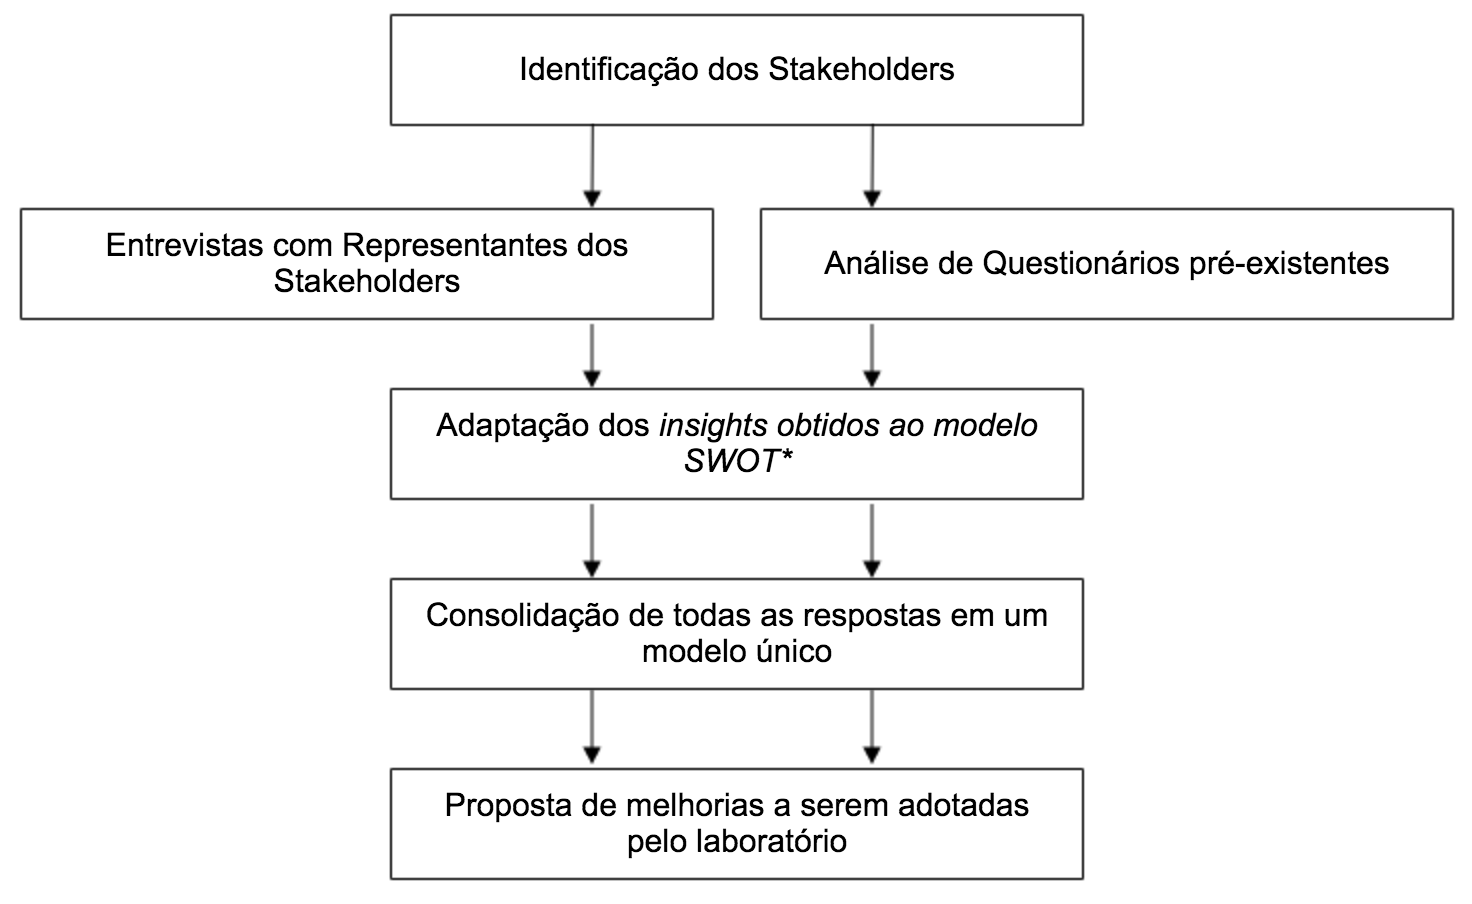 Identificação dos Stakeholders
Entrevistas com Representantes dos
Stakeholders
Análise de Questionários pré-existentes
Adaptação dos insights obtidos ao modelo
SWOT*
Consolidação de todas as respostas em um
modelo único
Proposta de melhorias a serem adotadas
pelo laboratório